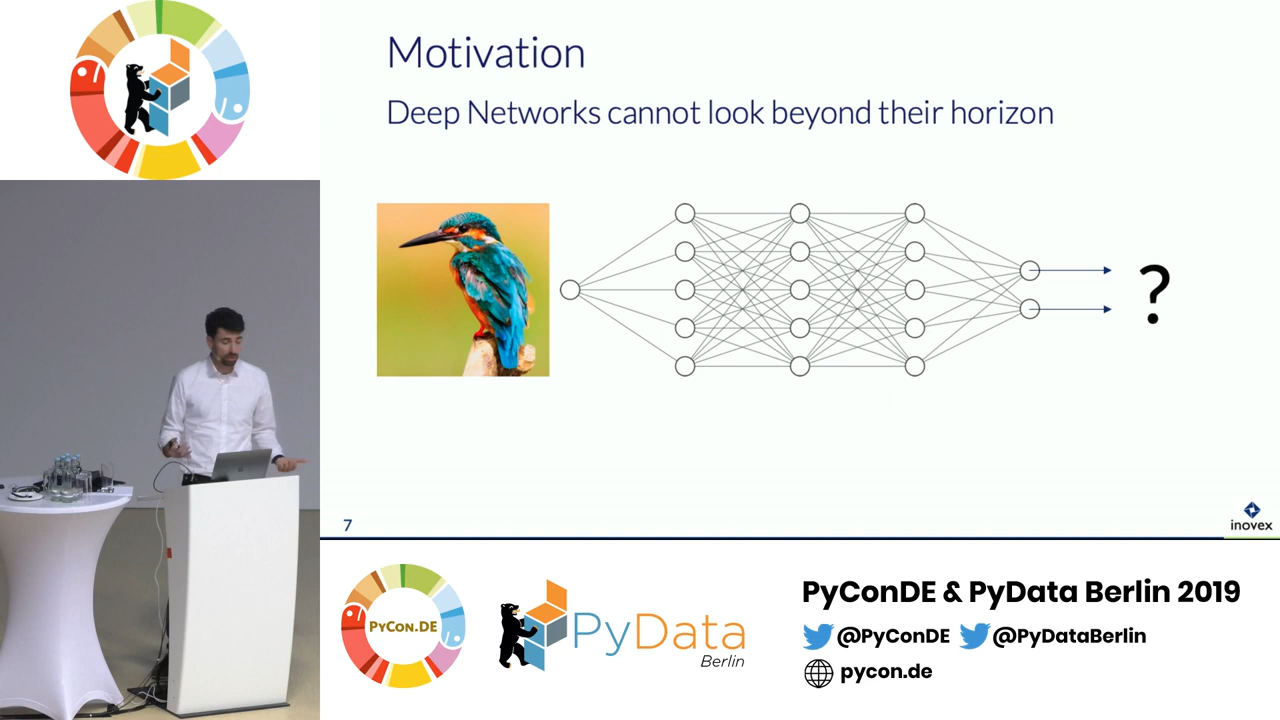 Motivation
Deep Networks cannot look beyond their horizon
?
7
inovex
PYCON.DE
PyData
Berlin
PyConDE & PyData Berlin 2019
@PyConDE @PyDataBerlin
pycon.de